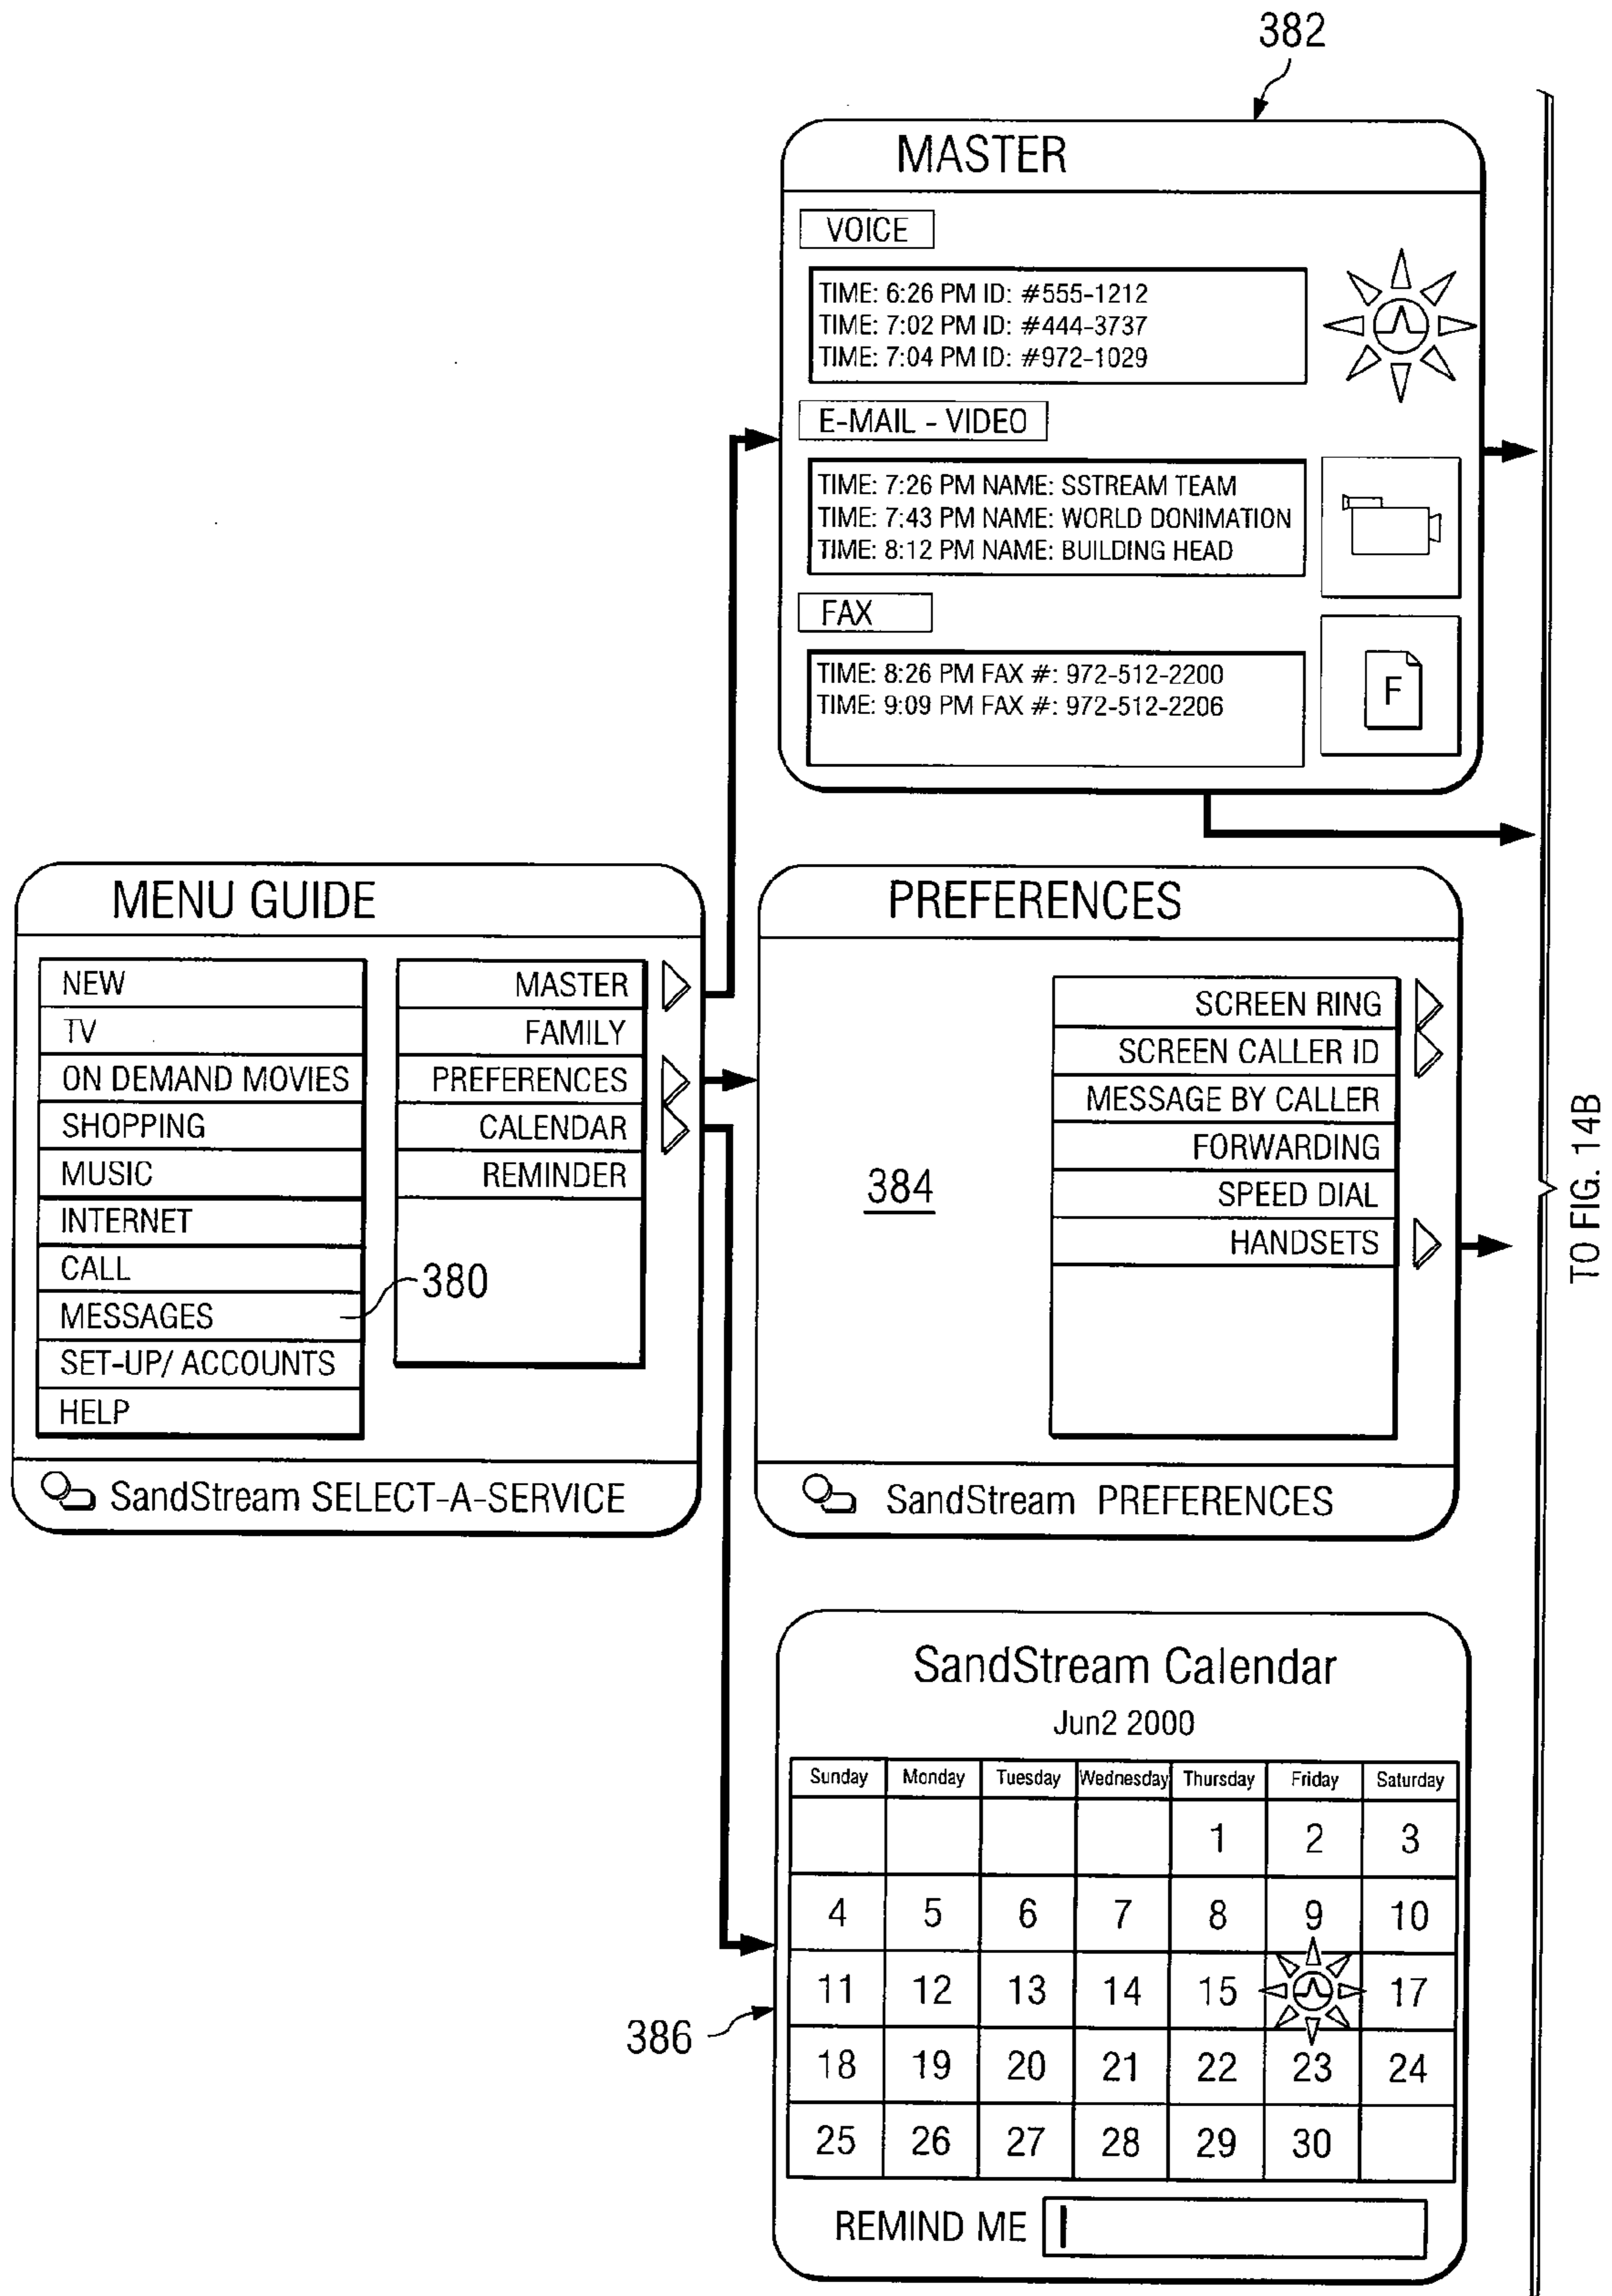 382
MASTER
VOICE
TIME: 6:26 PM ID: #555-1212
TIME: 7:02 PM ID: #444-3737
TIME: 7:04 PM ID: #972-1029
E-MAIL - VIDEO
TIME: 7:26 PM NAME: SSTREAM TEAM
TIME: 7:43 PM NAME: WORLD DONIMATION
TIME: 8:12 PM NAME: BUILDING HEAD
FAX
TIME: 8:26 PM FAX #: 972-512-2200
TIME: 9:09 PM FAX #: 972-512-2206
F
MENU GUIDE
NEW
TV
ON DEMAND MOVIES
SHOPPING
MUSIC
INTERNET
CALL
MESSAGES
SET-UP/ ACCOUNTS
HELP
MASTER
FAMILY
PREFERENCES
CALENDAR
REMINDER
380
SandStream SELECT-A-SERVICE
PREFERENCES
384
SCREEN RING
SCREEN CALLER ID
MESSAGE BY CALLER
FORWARDING
SPEED DIAL
HANDSETS
SandStream PREFERENCES
TO FIG. 14B
386
SandStream Calendar
Jun2 2000
Sunday Monday Tuesday Wednesday Thursday Friday Saturday
1 2 3
4 5 6 7 8 9 10
11 12 13 14 15 17
18 19 20 21 22 23 24
25 26 27 28 29 30
REMIND ME